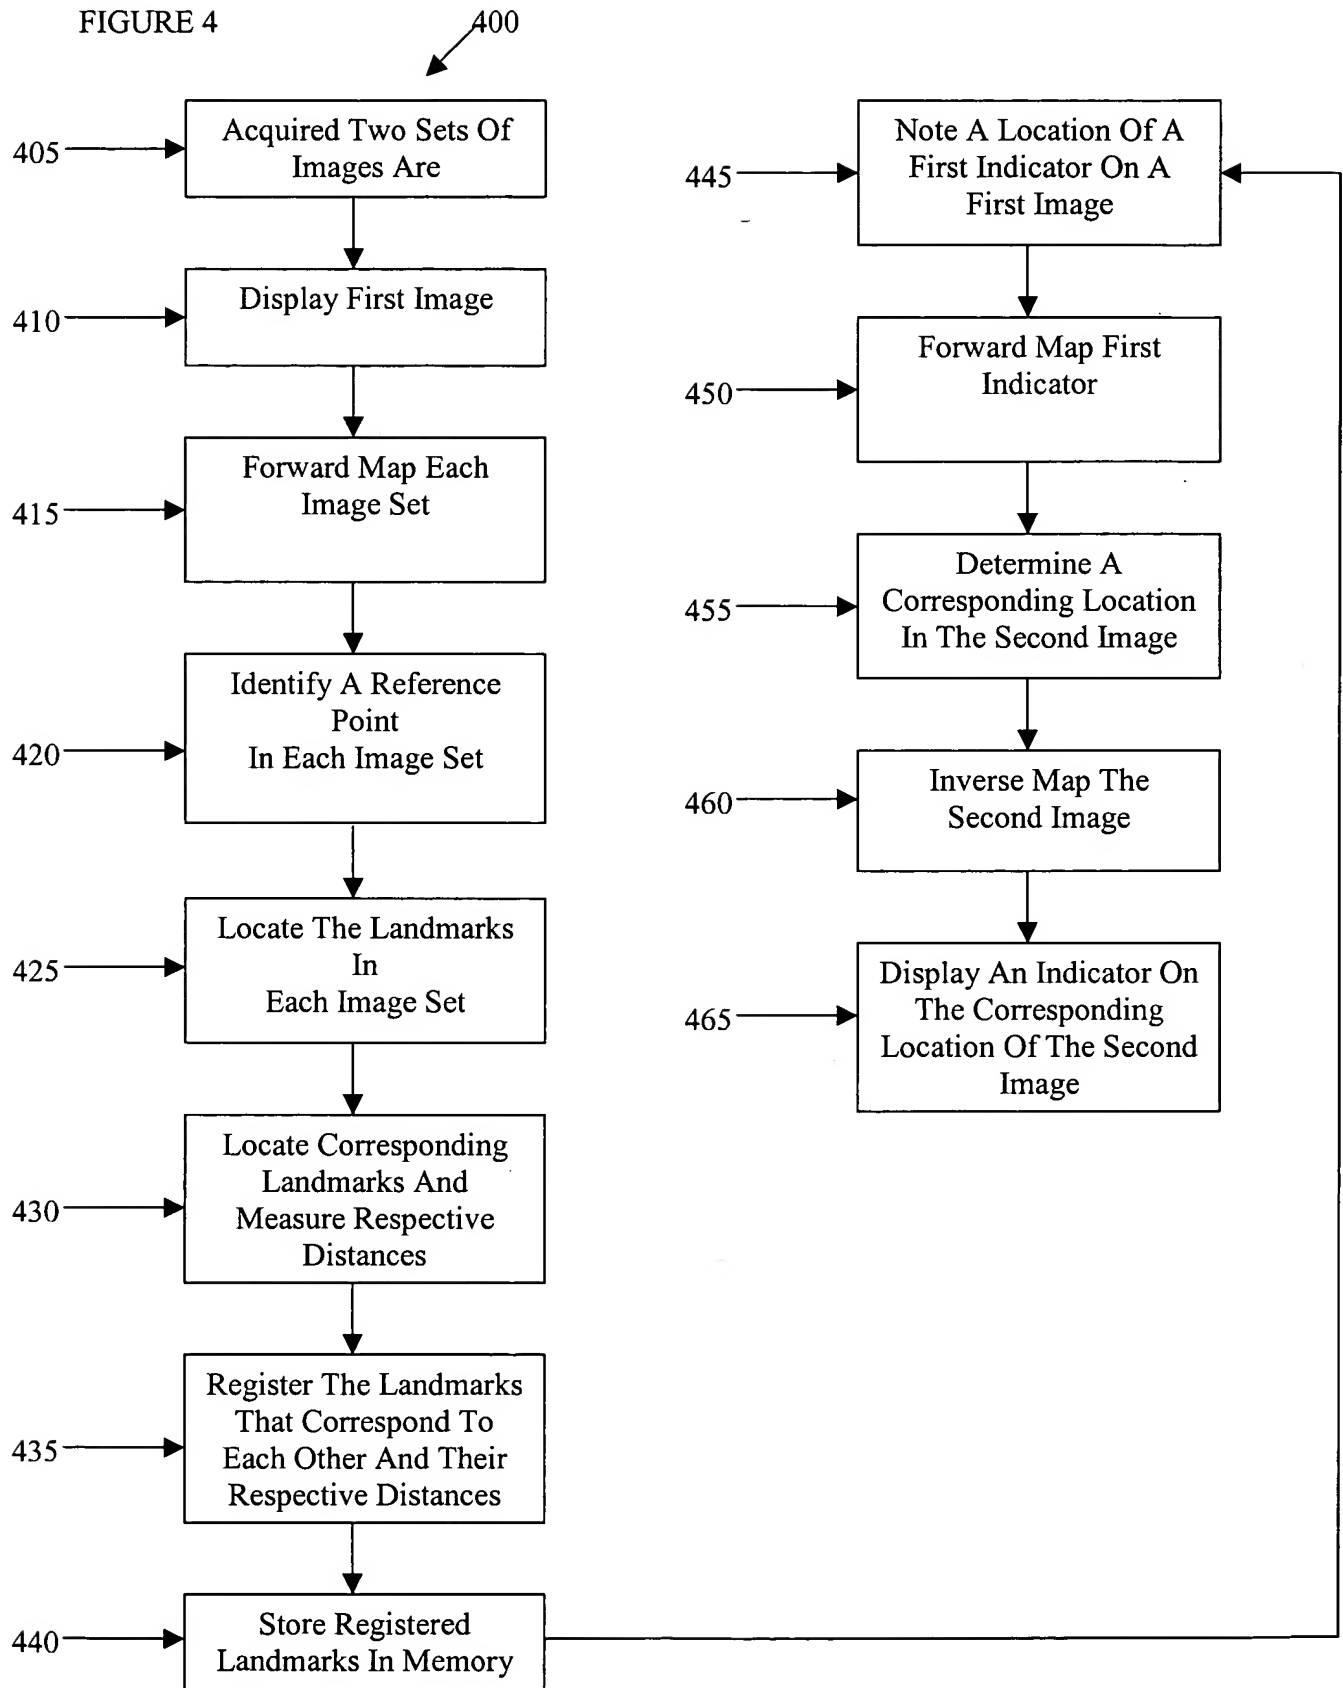 FIGURE 4
400
405
Acquired Two Sets Of
Images Are
410
Display First Image
415
Forward Map Each
Image Set
420
Identify A Reference
Point
In Each Image Set
425
Locate The Landmarks
In
Each Image Set
430
Locate Corresponding
Landmarks And
Measure Respective
Distances
435
Register The Landmarks
That Correspond To
Each Other And Their
Respective Distances
440
Store Registered
Landmarks In Memory
445
Note A Location Of A
First Indicator On A
First Image
450
Forward Map First
Indicator
455
Determine A
Corresponding Location
In The Second Image
460
Inverse Map The
Second Image
465
Display An Indicator On
The Corresponding
Location Of The Second
Image